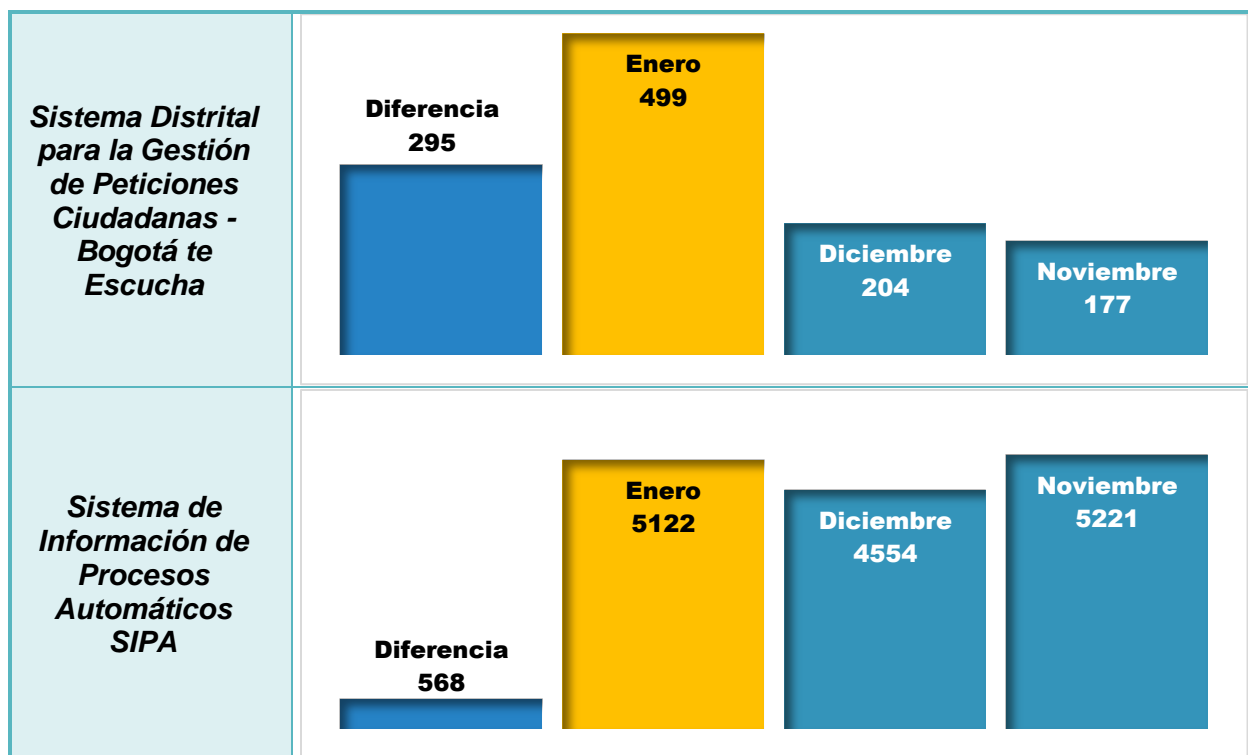 Sistema Distrital
para la Gestión
de Peticiones
Ciudadanas -
Bogotá te
Escucha
Diferencia
295
Enero
499
Diciembre
204
Noviembre
177
Sistema de
Información de
Procesos
Automáticos
SIPA
Diferencia
568
Enero
5122
Diciembre
4554
Noviembre
5221